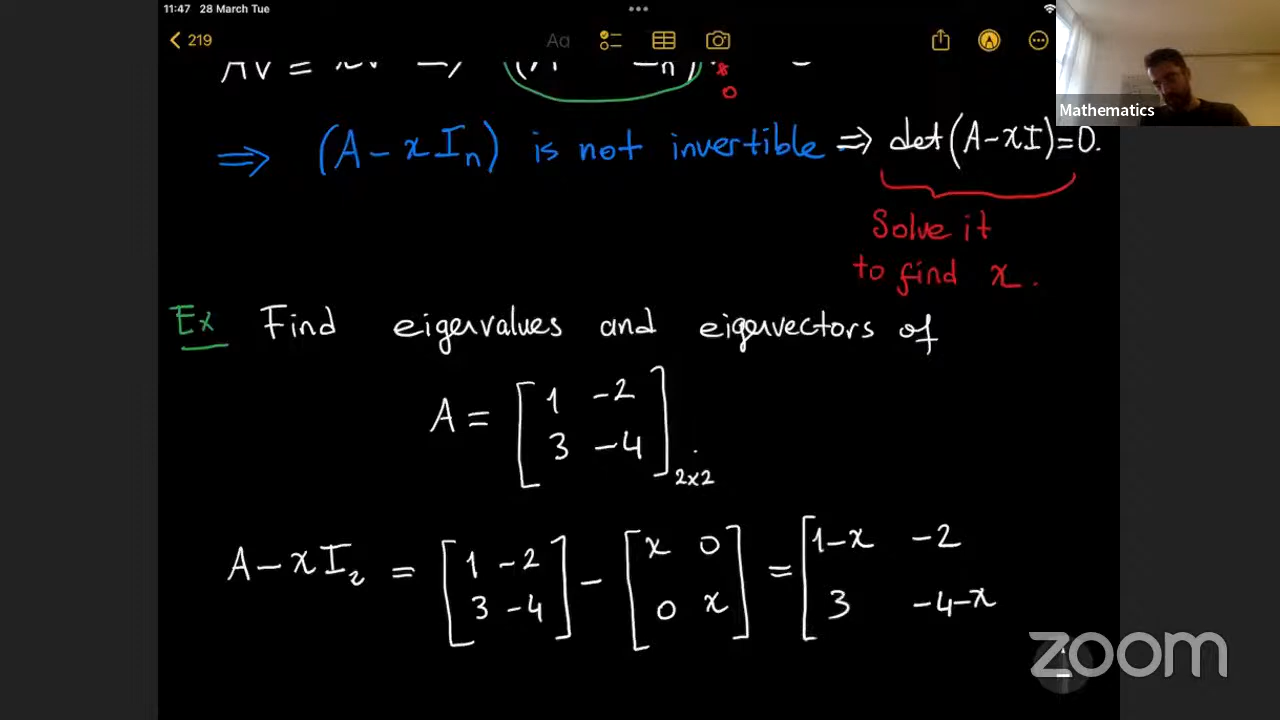 11:47 28 March Tue
219
Aa
⇒ (A - xIₙ) is not invertible ⇒ det(A-xI)=0.
Solve it
to find x.
Ex Find eigenvalues and eigenvectors of
A = [1 -2
3 -4]₂ₓ₂
A - xI₂ = [1 -2
3 -4] - [x 0
0 x] = [1-x -2
3 -4-x]
Mathematics
zoom